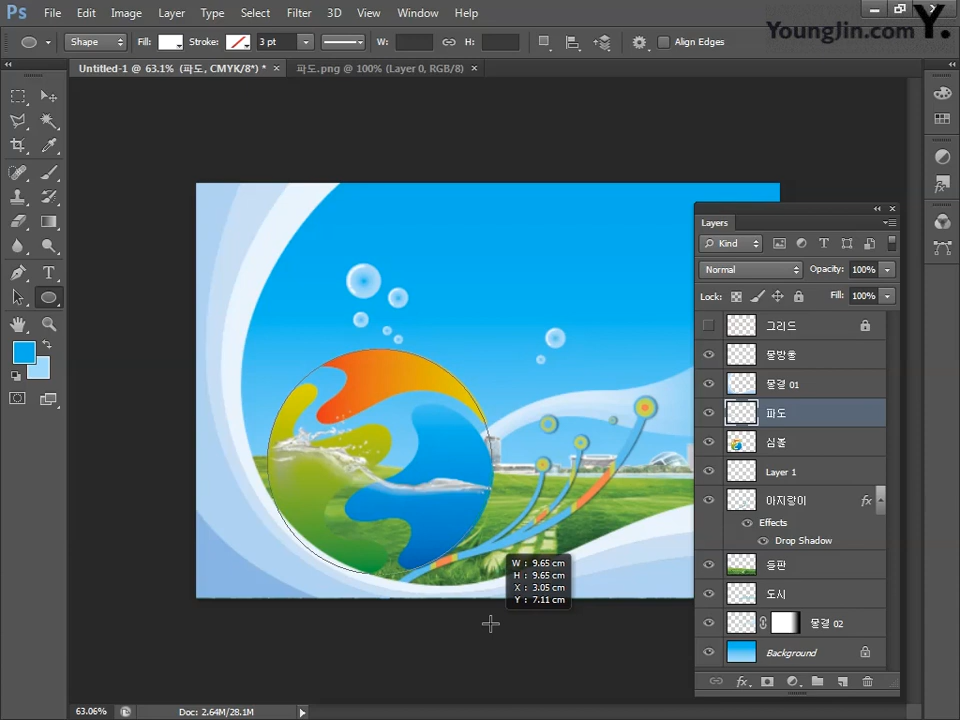 Ps File Edit Image Layer Type Select Filter 3D View Window Help
Y.
YoungJin.com
Shape Fill: Stroke: 3 pt W: H: Align Edges
Untitled-1 @ 63.1% (파도, CMYK/8*) * × 파도.png @ 100% (Layer 0, RGB/8) ×
Layers
Kind
Normal Opacity: 100%
Lock: Fill: 100%
그리드
물방울
물결 01
파도
심볼
Layer 1
아지랑이 fx
Effects
Drop Shadow
들판
도시
물결 02
Background
W : 9.65 cm
H : 9.65 cm
X : 3.05 cm
Y : 7.11 cm
63.06% Doc: 2.64M/28.1M